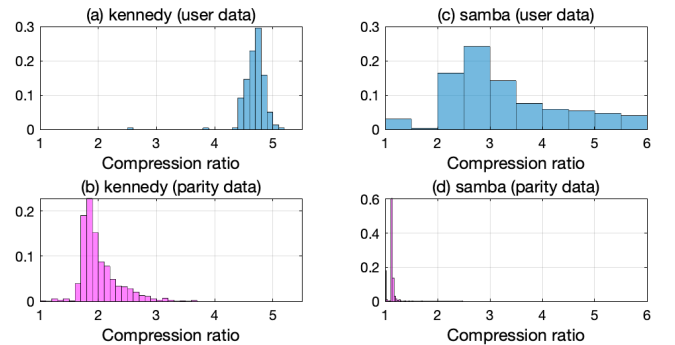 (a) kennedy (user data)
0.3
0.2
0.1
0
1 2 3 4 5
Compression ratio
(c) samba (user data)
0.3
0.2
0.1
0
1 2 3 4 5 6
Compression ratio
(b) kennedy (parity data)
0.2
0.1
0
1 2 3 4 5
Compression ratio
(d) samba (parity data)
0.6
0.4
0.2
0
1 2 3 4 5 6
Compression ratio